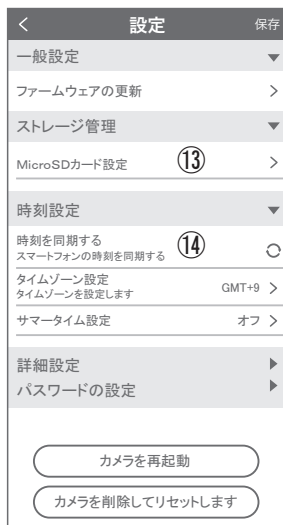 設定 保存
一般設定
ファームウェアの更新
ストレージ管理
MicroSDカード設定 ⑬
時刻設定
時刻を同期する ⑭
スマートフォンの時刻を同期する
タイムゾーン設定
タイムゾーンを設定します GMT+9
サマータイム設定 オフ
詳細設定
パスワードの設定
カメラを再起動
カメラを削除してリセットします